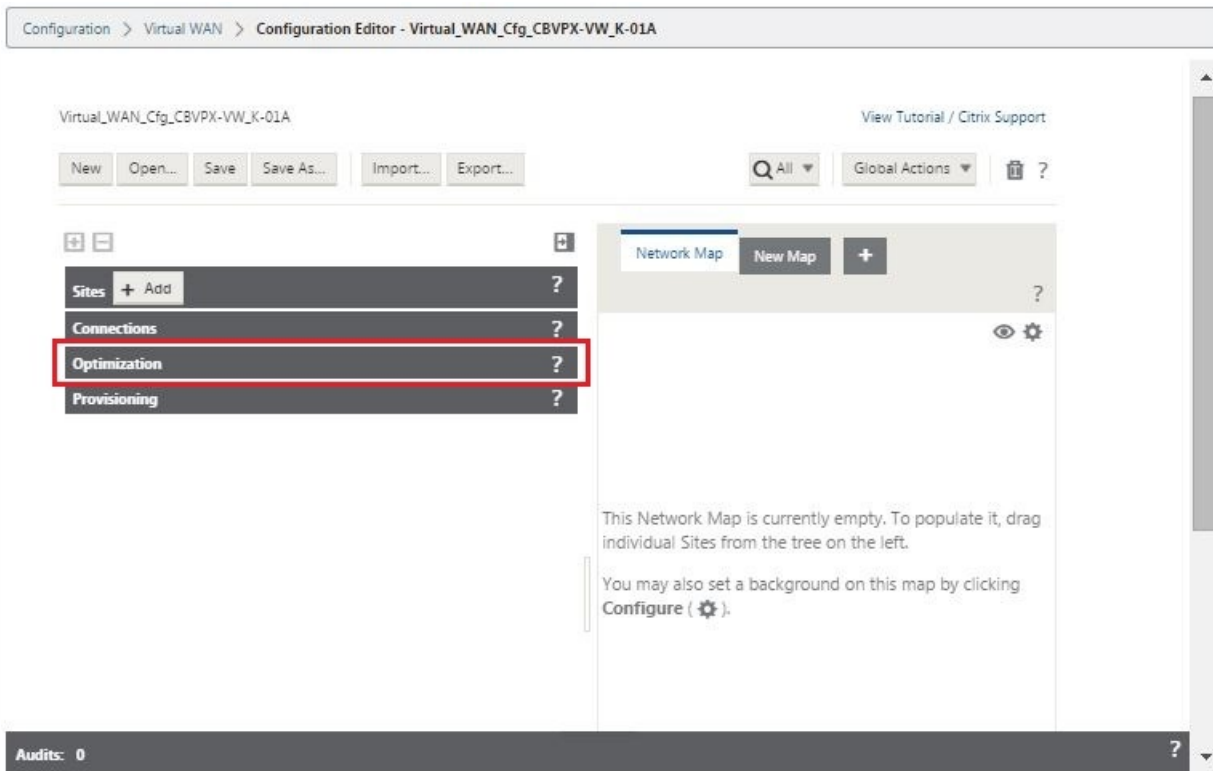 Configuration > Virtual WAN > Configuration Editor - Virtual_WAN_Cfg_CBVPX-VW_K-01A
Virtual_WAN_Cfg_CBVPX-VW_K-01A View Tutorial / Citrix Support
New Open... Save Save As... Import... Export... All Global Actions ?
Network Map New Map +
Sites + Add ?
?
Connections ?
Optimization ?
Provisioning ?
This Network Map is currently empty. To populate it, drag
individual Sites from the tree on the left.
You may also set a background on this map by clicking
Configure ( ).
Audits: 0 ?